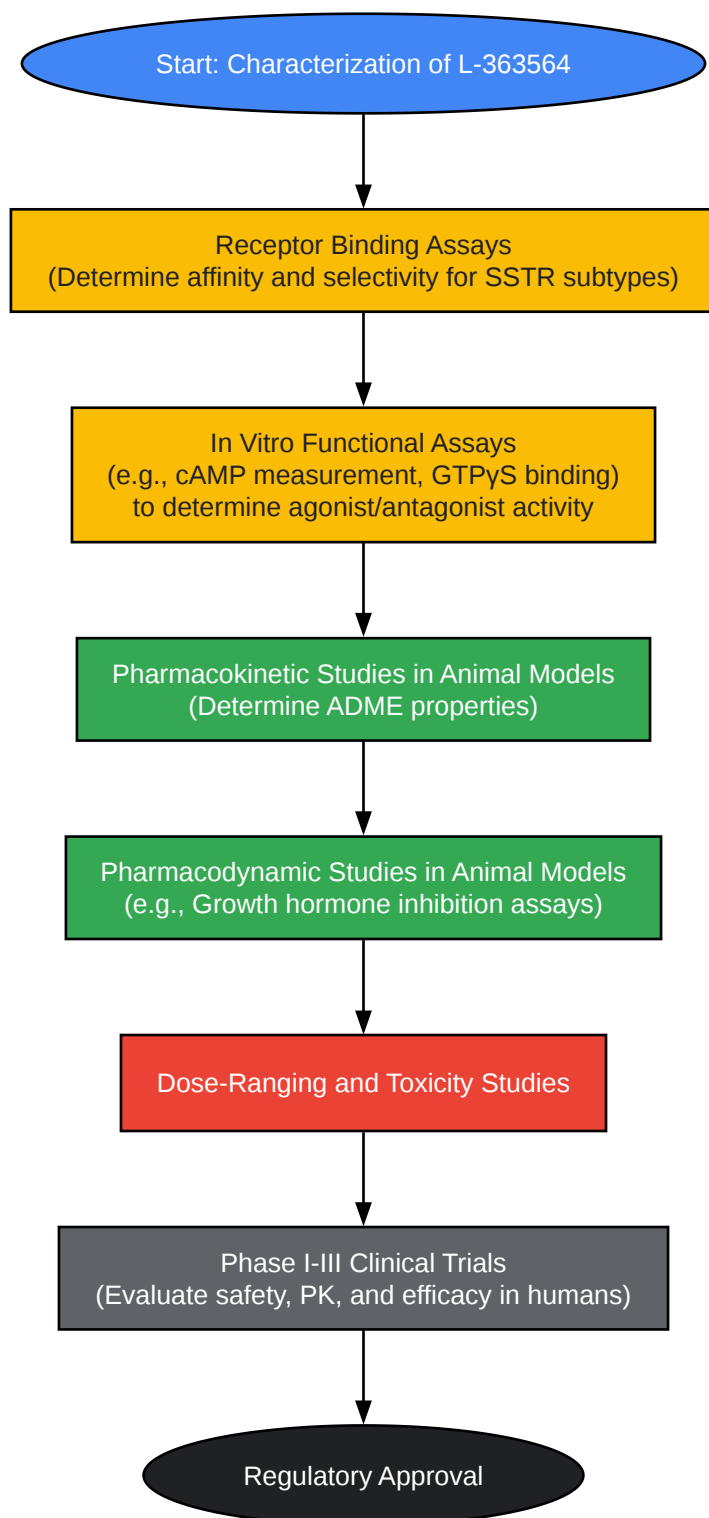 Start: Characterization of L-363564
Receptor Binding Assays
(Determine affinity and selectivity for SSTR subtypes)
In Vitro Functional Assays
(e.g., cAMP measurement, GTPγS binding)
to determine agonist/antagonist activity
Pharmacokinetic Studies in Animal Models
(Determine ADME properties)
Pharmacodynamic Studies in Animal Models
(e.g., Growth hormone inhibition assays)
Dose-Ranging and Toxicity Studies
Phase I-III Clinical Trials
(Evaluate safety, PK, and efficacy in humans)
Regulatory Approval